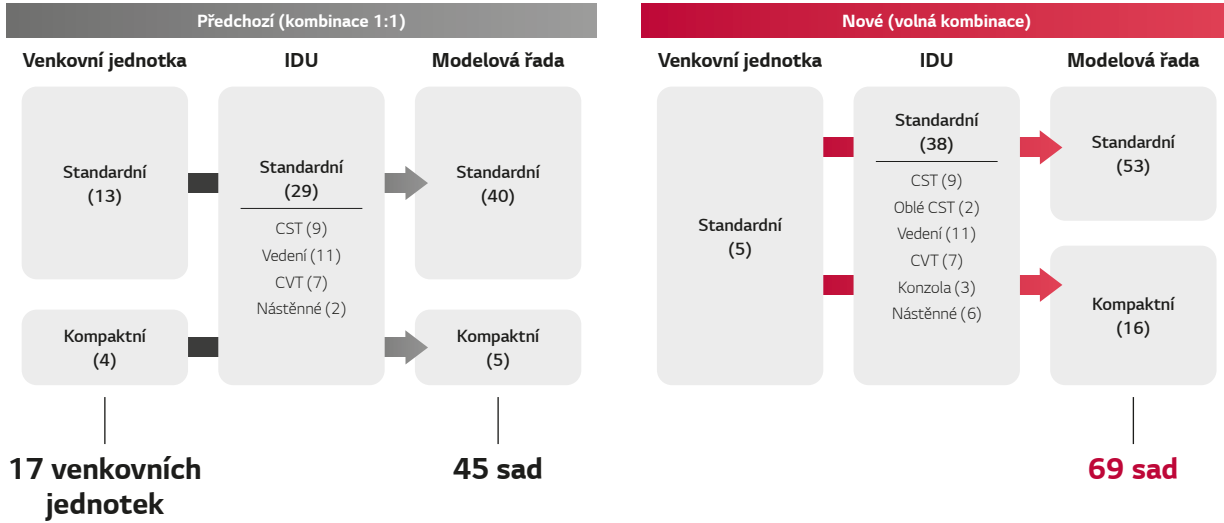 Předchozí (kombinace 1:1)
Venkovní jednotka
IDU
Modelová řada
Standardní
(13)
Standardní
(29)
CST (9)
Vedení (11)
CVT (7)
Nástěnné (2)
Standardní
(40)
Kompaktní
(4)
Kompaktní
(5)
17 venkovních
jednotek
45 sad
Nové (volná kombinace)
Venkovní jednotka
IDU
Modelová řada
Standardní
(5)
Standardní
(38)
CST (9)
Oblé CST (2)
Vedení (11)
CVT (7)
Konzola (3)
Nástěnné (6)
Standardní
(53)
Kompaktní
(16)
69 sad